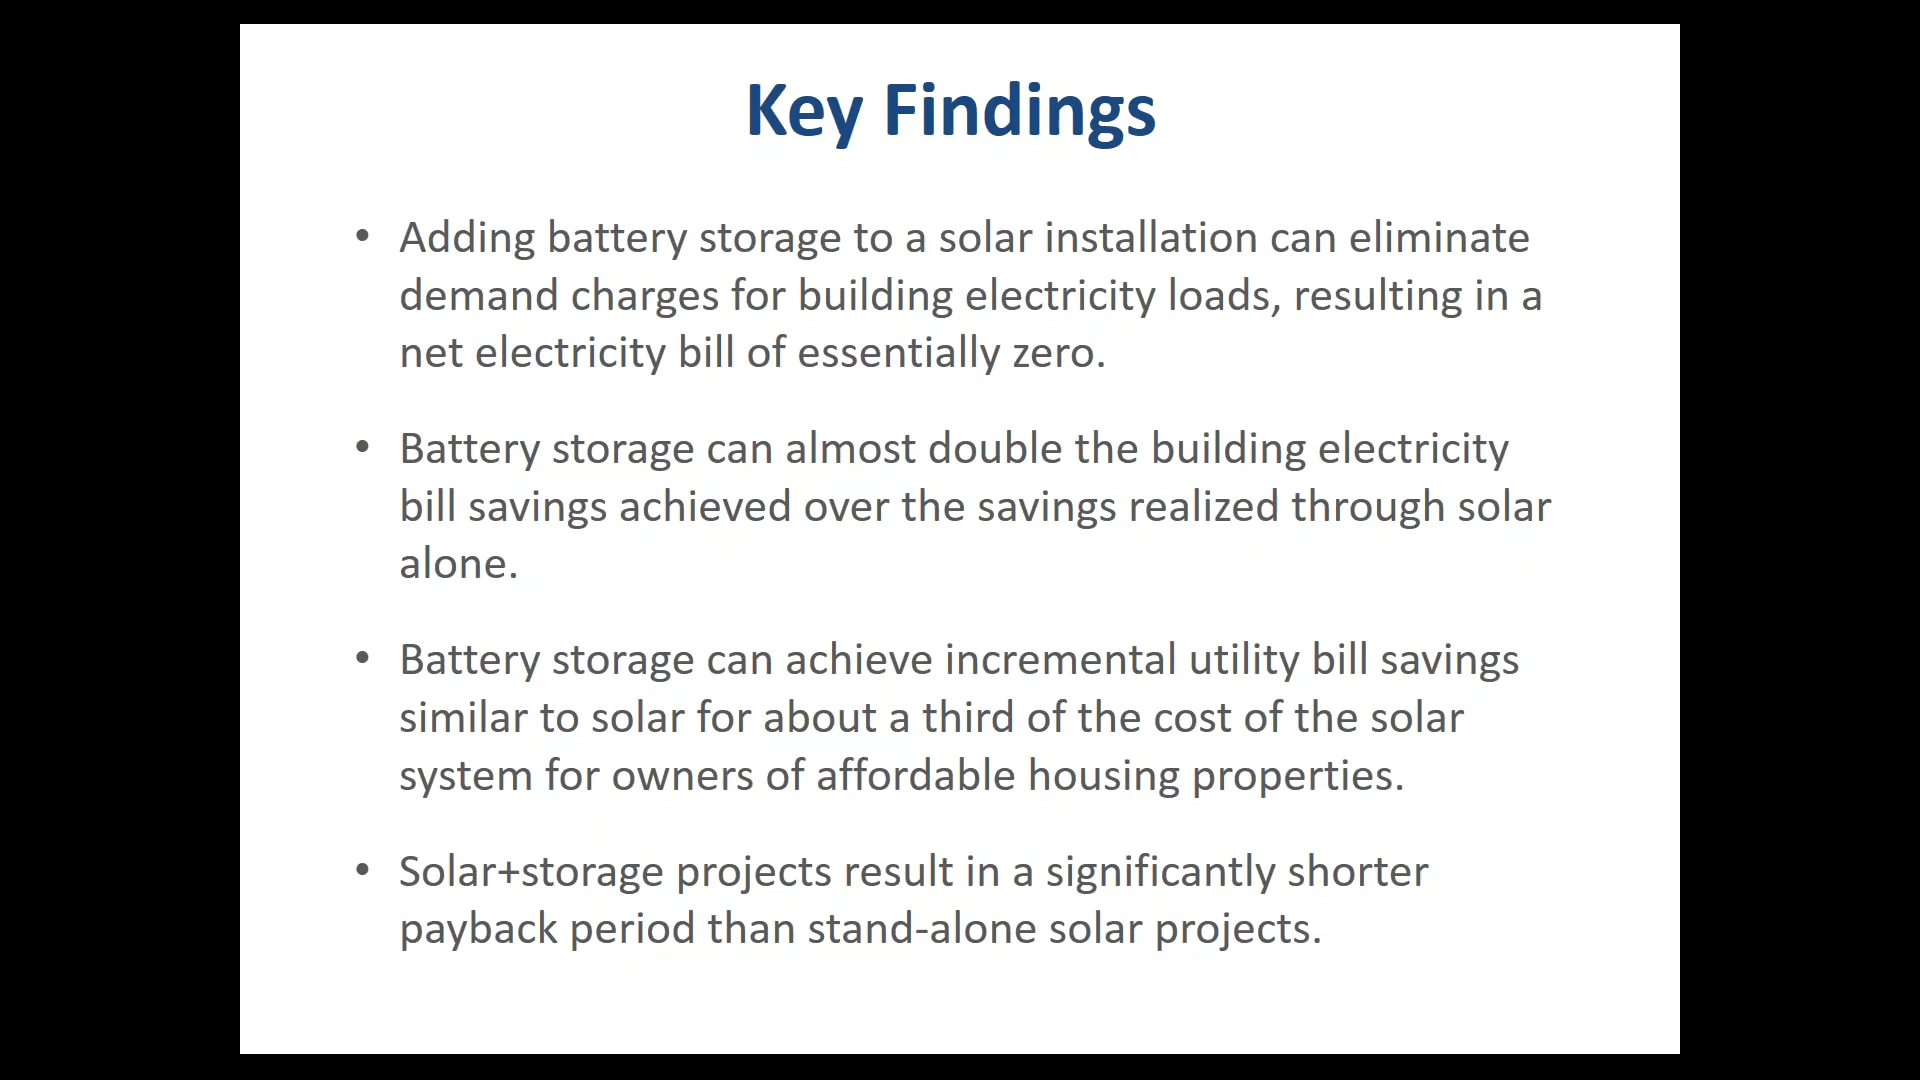 Key Findings
• Adding battery storage to a solar installation can eliminate
demand charges for building electricity loads, resulting in a
net electricity bill of essentially zero.
• Battery storage can almost double the building electricity
bill savings achieved over the savings realized through solar
alone.
• Battery storage can achieve incremental utility bill savings
similar to solar for about a third of the cost of the solar
system for owners of affordable housing properties.
• Solar+storage projects result in a significantly shorter
payback period than stand-alone solar projects.